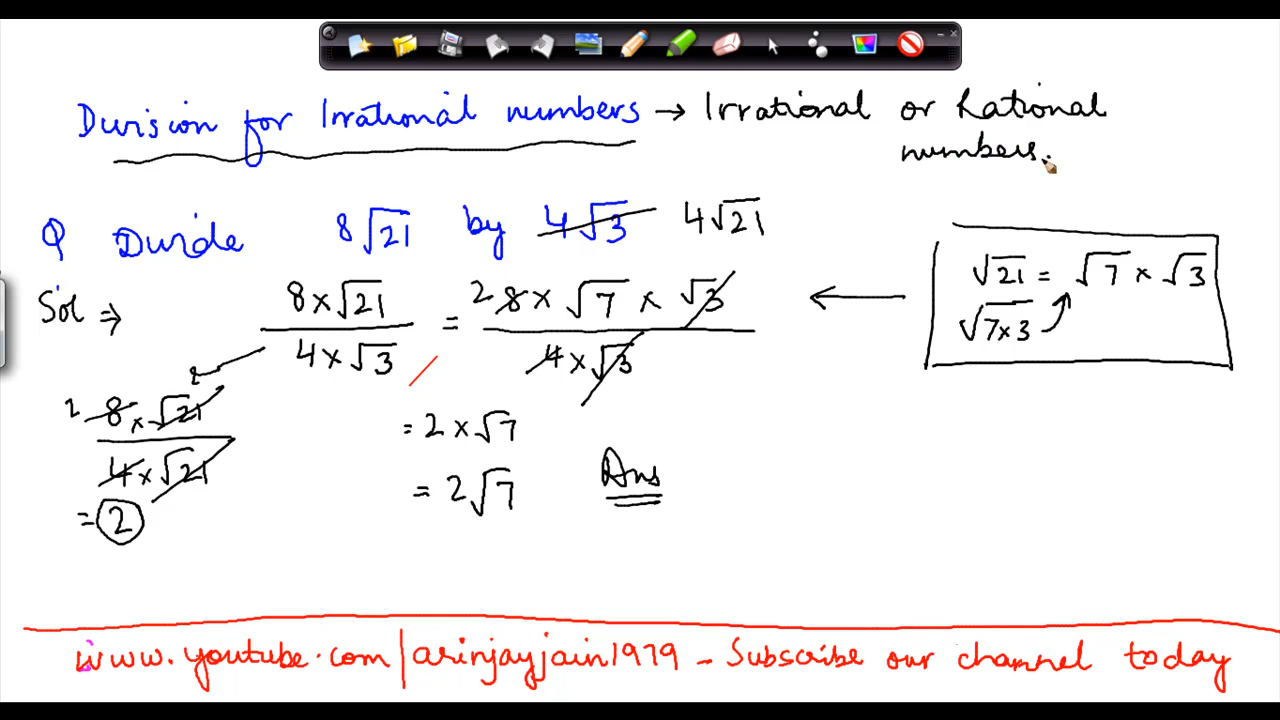 Division for Irrational numbers → Irrational or Rational
numbers.
Q Divide 8√21 by 4√3 4√21
Sol ⇒ 8×√21 / 4×√3 = 2 8 × √7 × √3 / 4×√3
← √21 = √7 × √3
√7×3
2
2 8×√21 / 4×√21
= 2
= 2×√7
= 2√7 Ans
www.youtube.com/arinjayjain1979 – Subscribe our channel today